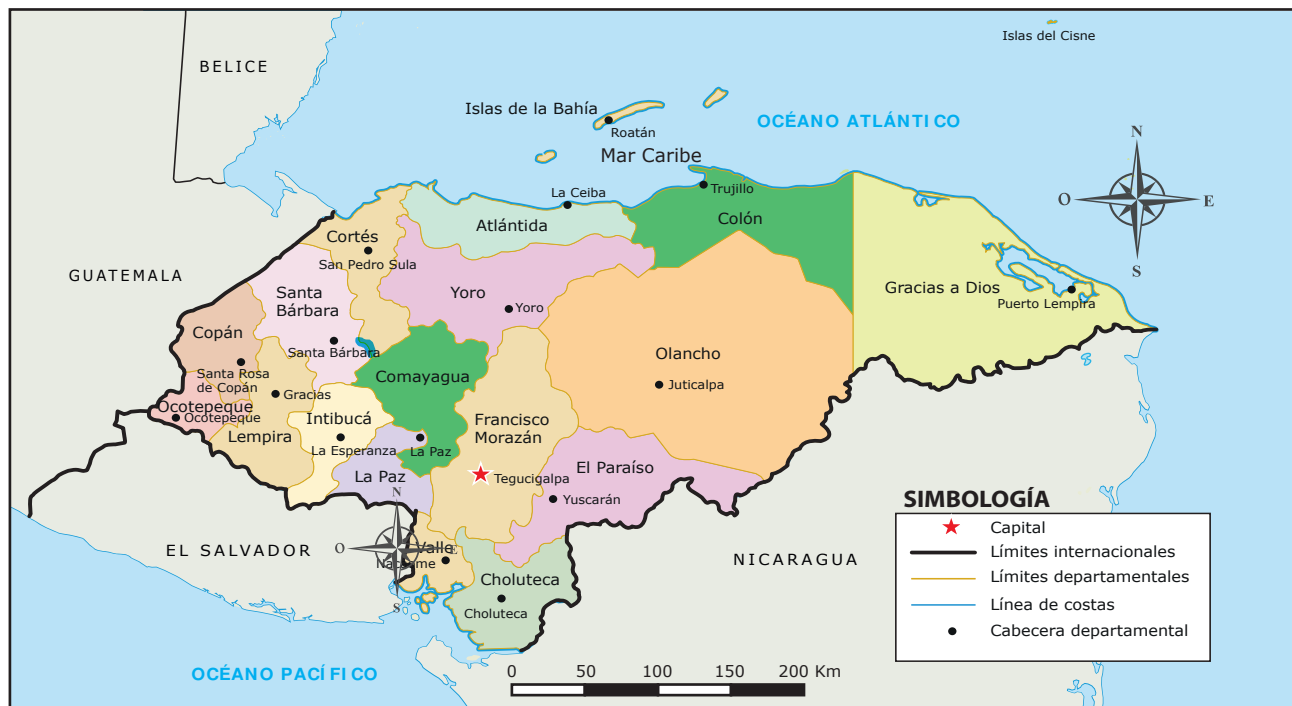 Islas del Cisne
BELICE
Islas de la Bahía
Roatán
OCÉANO ATLÁNTICO
Mar Caribe
N
O
E
S
La Ceiba
Trujillo
Atlántida
Colón
Cortés
San Pedro Sula
GUATEMALA
Gracias a Dios
Puerto Lempira
Santa
Bárbara
Yoro
Yoro
Copán
Santa Bárbara
Olancho
Santa Rosa
de Copán
Comayagua
Juticalpa
Ocotepeque
Ocotepeque
Gracias
Lempira
Intibucá
La Esperanza
Francisco
Morazán
La Paz
La Paz
El Paraíso
Tegucigalpa
Yuscarán
N
O
E
S
EL SALVADOR
Valle
Nacaome
Choluteca
Choluteca
NICARAGUA
OCÉANO PACÍFICO
SIMBOLOGÍA
Capital
Límites internacionales
Límites departamentales
Línea de costas
Cabecera departamental
0 50 100 150 200 Km